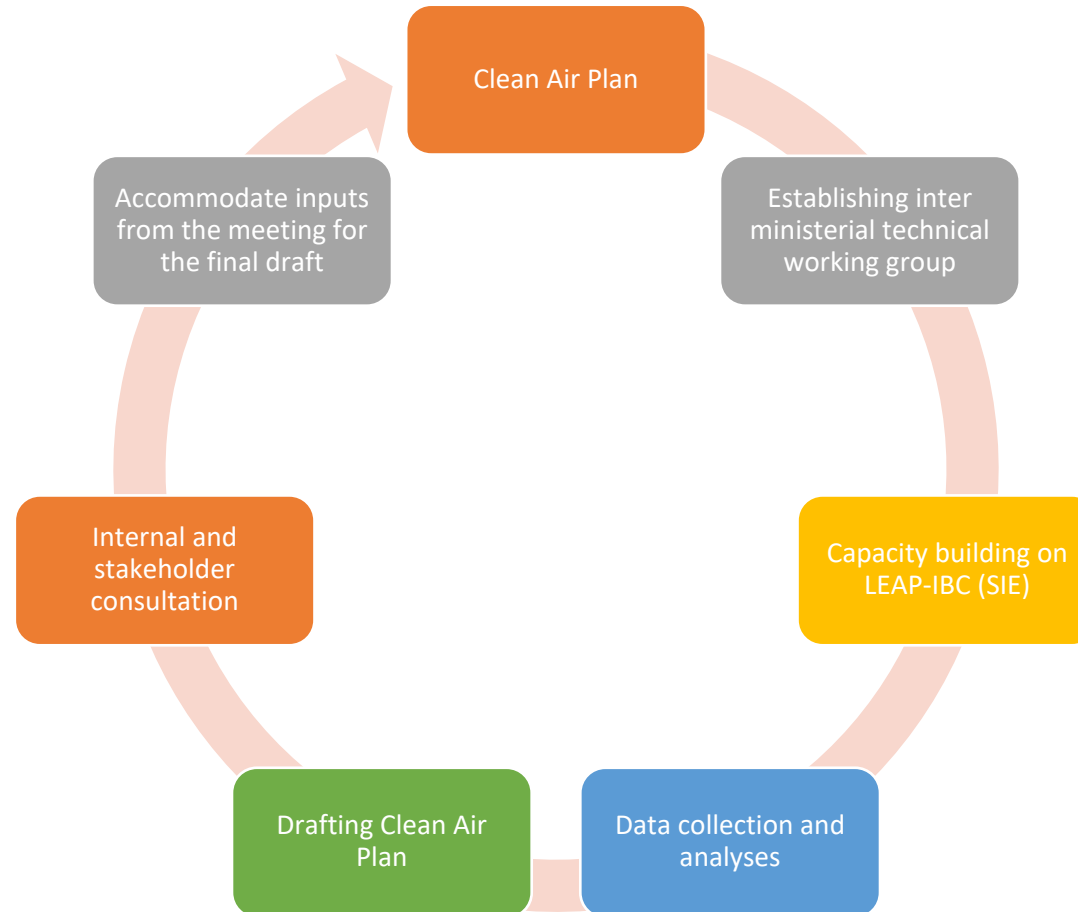 Clean Air Plan
Establishing inter
ministerial technical
working group
Capacity building on
LEAP-IBC (SIE)
Data collection and
analyses
Drafting Clean Air
Plan
Internal and
stakeholder
consultation
Accommodate inputs
from the meeting for
the final draft